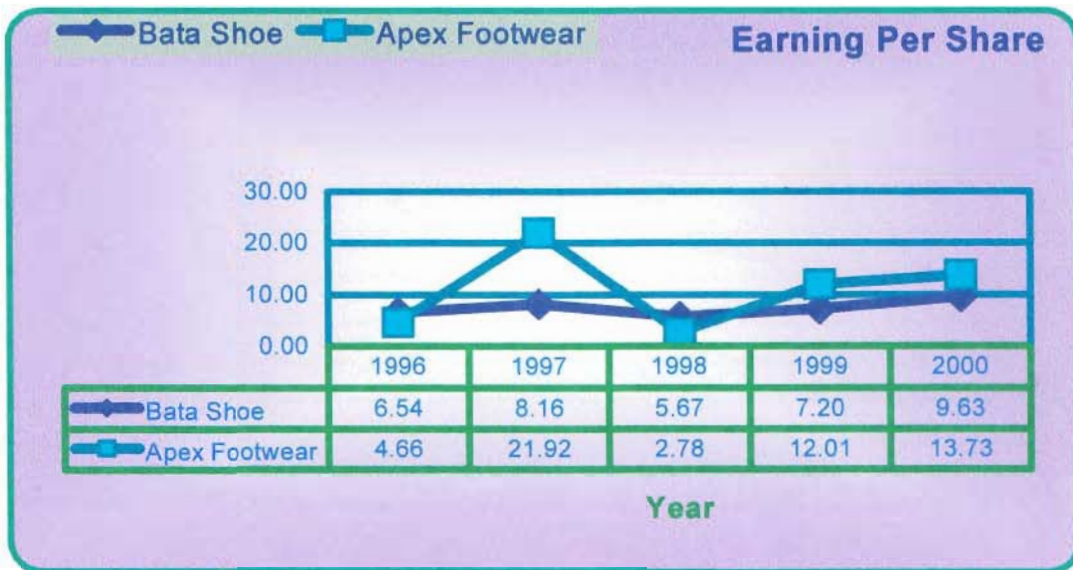 Bata Shoe Apex Footwear
Earning Per Share
30.00
20.00
10.00
0.00
1996 1997 1998 1999 2000
Bata Shoe 6.54 8.16 5.67 7.20 9.63
Apex Footwear 4.66 21.92 2.78 12.01 13.73
Year